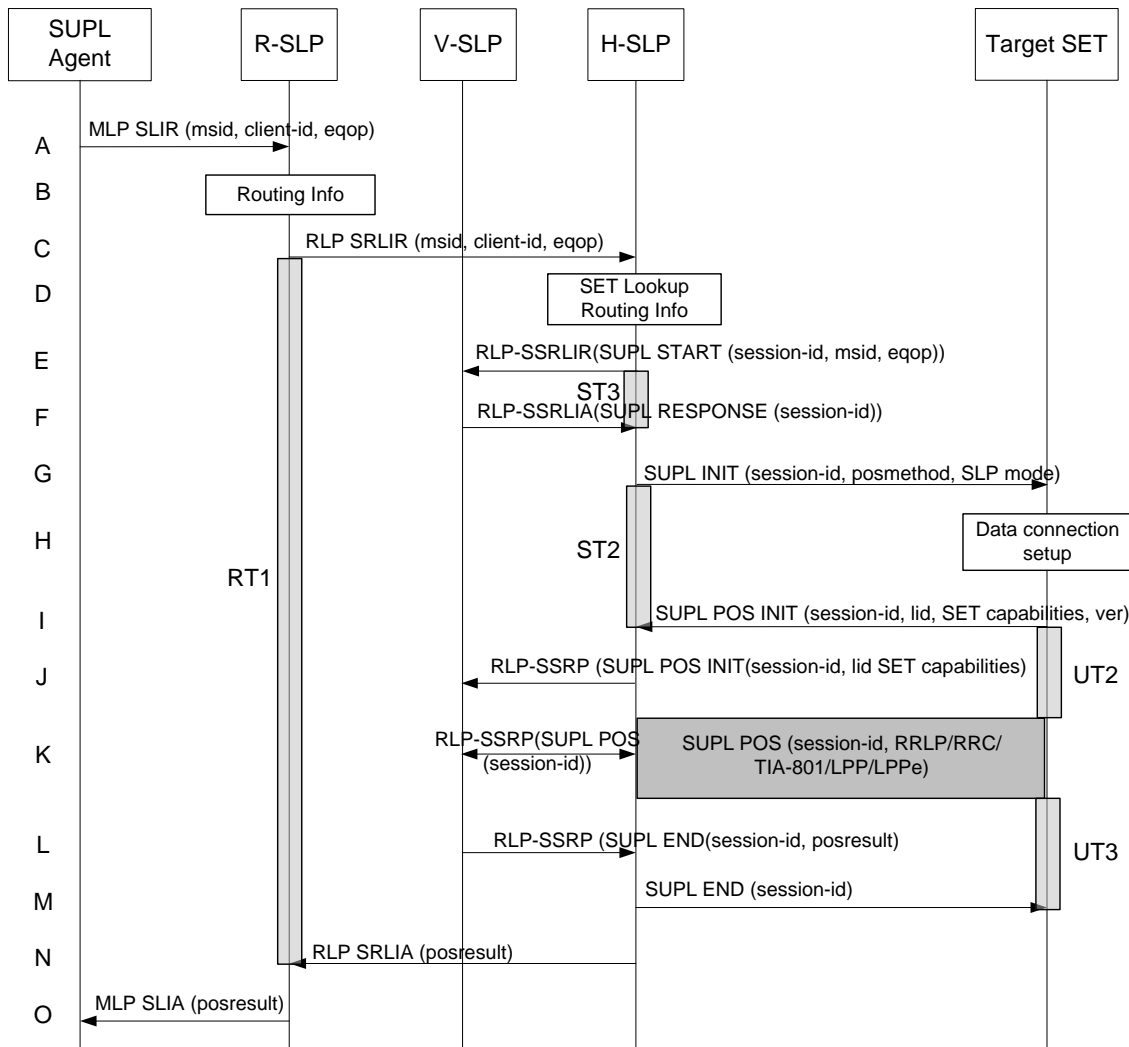 SUPL
Agent
R-SLP
V-SLP
H-SLP
Target SET
A
MLP SLIR (msid, client-id, eqop)
B
Routing Info
C
RLP SRLIR (msid, client-id, eqop)
D
SET Lookup
Routing Info
E
RLP-SSRLIR(SUPL START (session-id, msid, eqop))
ST3
F
RLP-SSRLIA(SUPL RESPONSE (session-id))
G
SUPL INIT (session-id, posmethod, SLP mode)
H
Data connection
setup
ST2
RT1
I
SUPL POS INIT (session-id, lid, SET capabilities, ver)
J
RLP-SSRP (SUPL POS INIT(session-id, lid SET capabilities)
UT2
K
RLP-SSRP(SUPL POS
(session-id))
SUPL POS (session-id, RRLP/RRC/
TIA-801/LPP/LPPe)
L
RLP-SSRP (SUPL END(session-id, posresult)
UT3
M
SUPL END (session-id)
N
RLP SRLIA (posresult)
O
MLP SLIA (posresult)